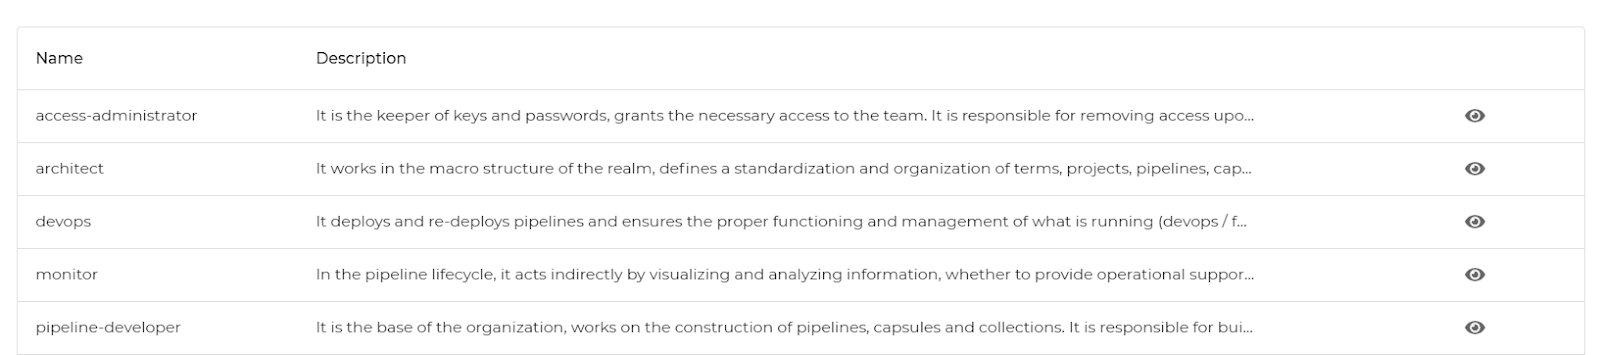 Name Description
access-administrator It is the keeper of keys and passwords, grants the necessary access to the team. It is responsible for removing access upo...
architect It works in the macro structure of the realm, defines a standardization and organization of terms, projects, pipelines, cap...
devops It deploys and re-deploys pipelines and ensures the proper functioning and management of what is running (devops / f...
monitor In the pipeline lifecycle, it acts indirectly by visualizing and analyzing information, whether to provide operational suppor...
pipeline-developer It is the base of the organization, works on the construction of pipelines, capsules and collections. It is responsible for bui...